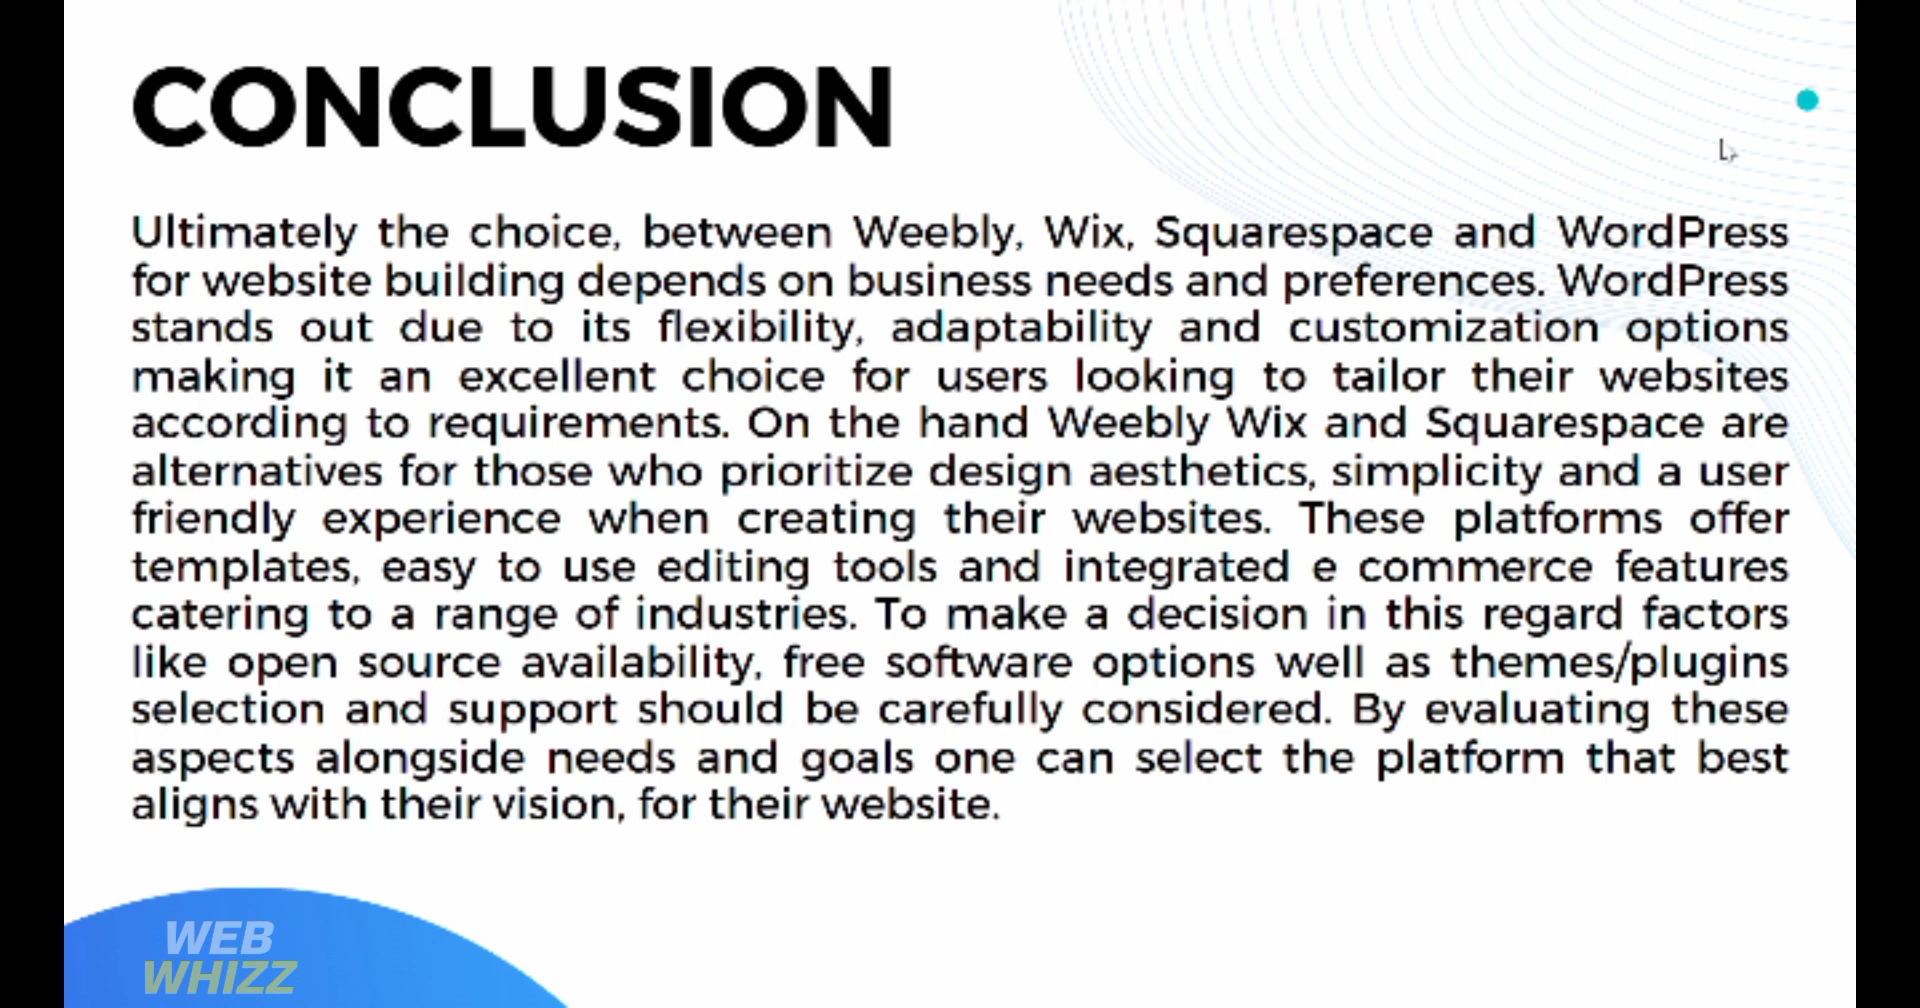 CONCLUSION
Ultimately the choice, between Weebly, Wix, Squarespace and WordPress
for website building depends on business needs and preferences. WordPress
stands out due to its flexibility, adaptability and customization options
making it an excellent choice for users looking to tailor their websites
according to requirements. On the hand Weebly Wix and Squarespace are
alternatives for those who prioritize design aesthetics, simplicity and a user
friendly experience when creating their websites. These platforms offer
templates, easy to use editing tools and integrated e commerce features
catering to a range of industries. To make a decision in this regard factors
like open source availability, free software options well as themes/plugins
selection and support should be carefully considered. By evaluating these
aspects alongside needs and goals one can select the platform that best
aligns with their vision, for their website.
WEB
WHIZZ